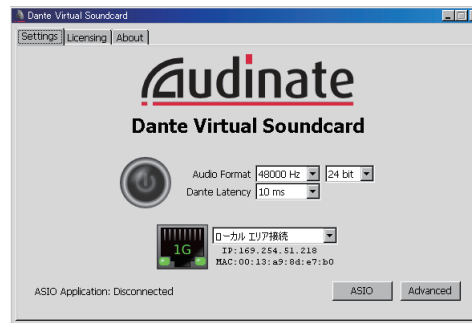 Dante Virtual Soundcard
Settings Licensing About
Audinate
Dante Virtual Soundcard
Audio Format 48000 Hz 24 bit
Dante Latency 10 ms
1G ローカル エリア接続
IP:169.254.51.218
MAC:00:13:a9:8d:e7:b0
ASIO Application: Disconnected ASIO Advanced